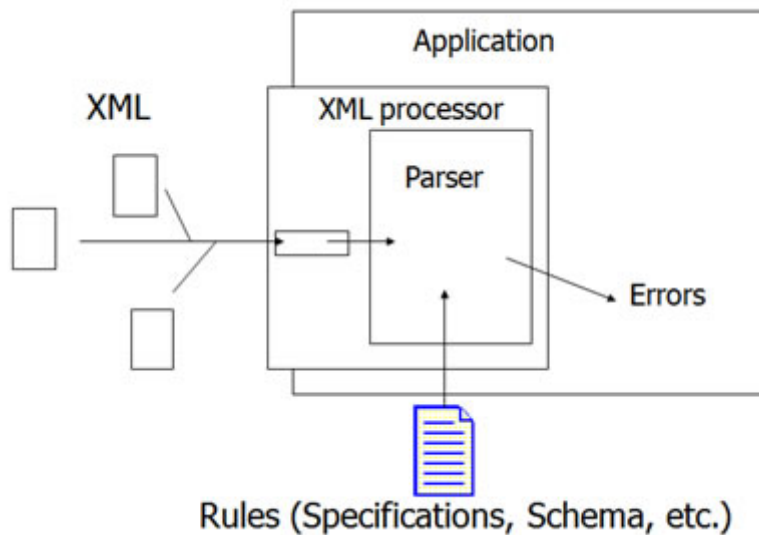 Application
XML
XML processor
Parser
Errors
Rules (Specifications, Schema, etc.)